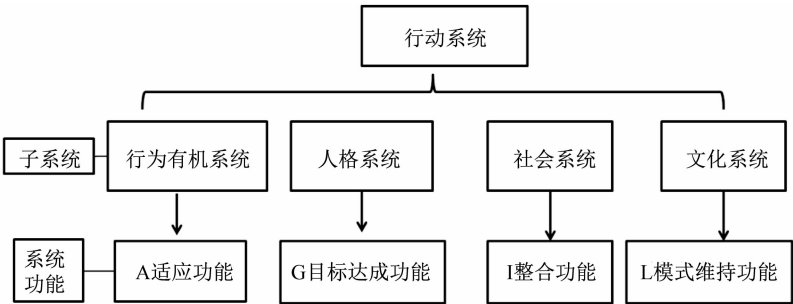 行动系统
子系统
行为有机系统
人格系统
社会系统
文化系统
系统
功能
A适应功能
G目标达成功能
I整合功能
L模式维持功能